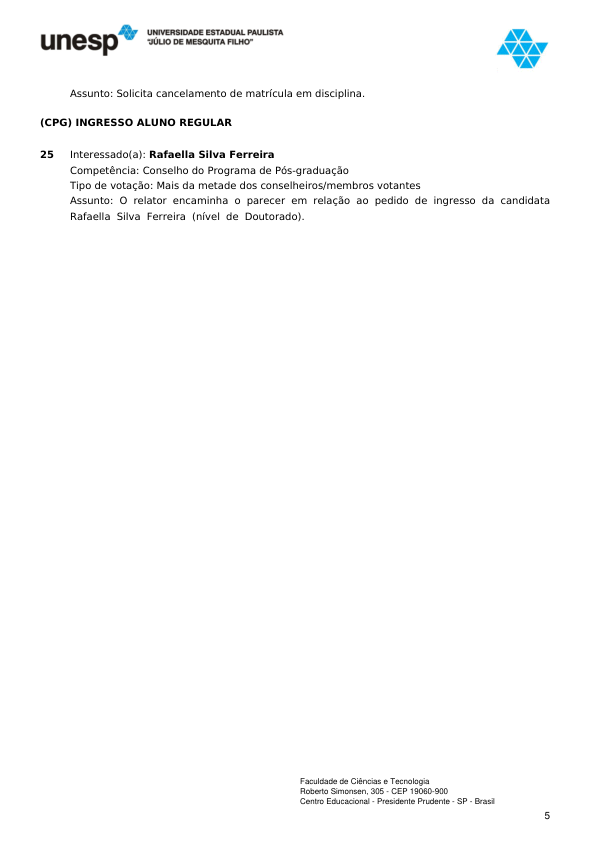 unesp
UNIVERSIDADE ESTADUAL PAULISTA
"JÚLIO DE MESQUITA FILHO"
Assunto: Solicita cancelamento de matrícula em disciplina.
(CPG) INGRESSO ALUNO REGULAR
25 Interessado(a): Rafaella Silva Ferreira
Competência: Conselho do Programa de Pós-graduação
Tipo de votação: Mais da metade dos conselheiros/membros votantes
Assunto: O relator encaminha o parecer em relação ao pedido de ingresso da candidata
Rafaella Silva Ferreira (nível de Doutorado).
Faculdade de Ciências e Tecnologia
Roberto Simonsen, 305 - CEP 19060-900
Centro Educacional - Presidente Prudente - SP - Brasil
5